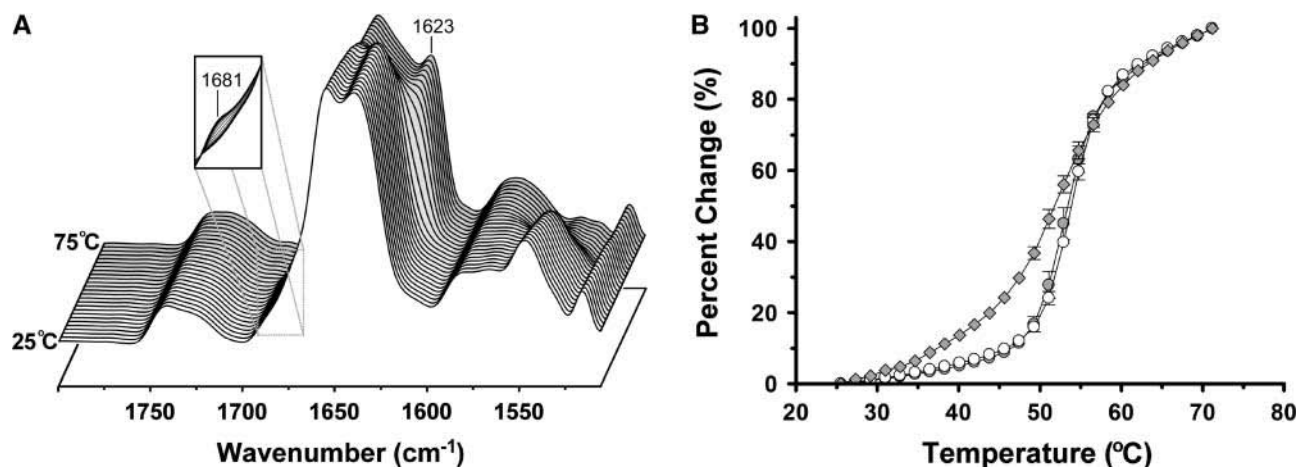 A
1623
1681
75°C
25°C
1750 1700 1650 1600 1550
Wavenumber (cm⁻¹)
B
100
80
60
40
20
0
Percent Change (%)
20 30 40 50 60 70 80
Temperature (ºC)